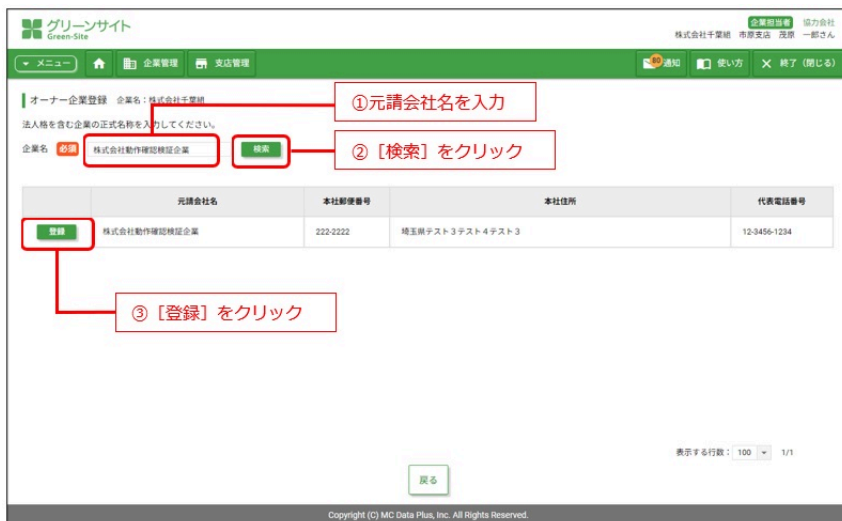 グリーンサイト
Green-Site
企業担当者 協力会社
株式会社千葉組 市原支店 茂原 一郎さん
メニュー 企業管理 支店管理 80 通知 使い方 終了（閉じる）
オーナー企業登録 企業名：株式会社千葉組
①元請会社名を入力
法人格を含む企業の正式名称を入力してください。
企業名 必須 株式会社動作確認検証企業 検索
②［検索］をクリック
元請会社名 本社郵便番号 本社住所 代表電話番号
登録 株式会社動作確認検証企業 222-2222 埼玉県テスト３テスト４テスト３ 12-3456-1234
③［登録］をクリック
表示する行数： 100 1/1
戻る
Copyright (C) MC Data Plus, Inc. All Rights Reserved.